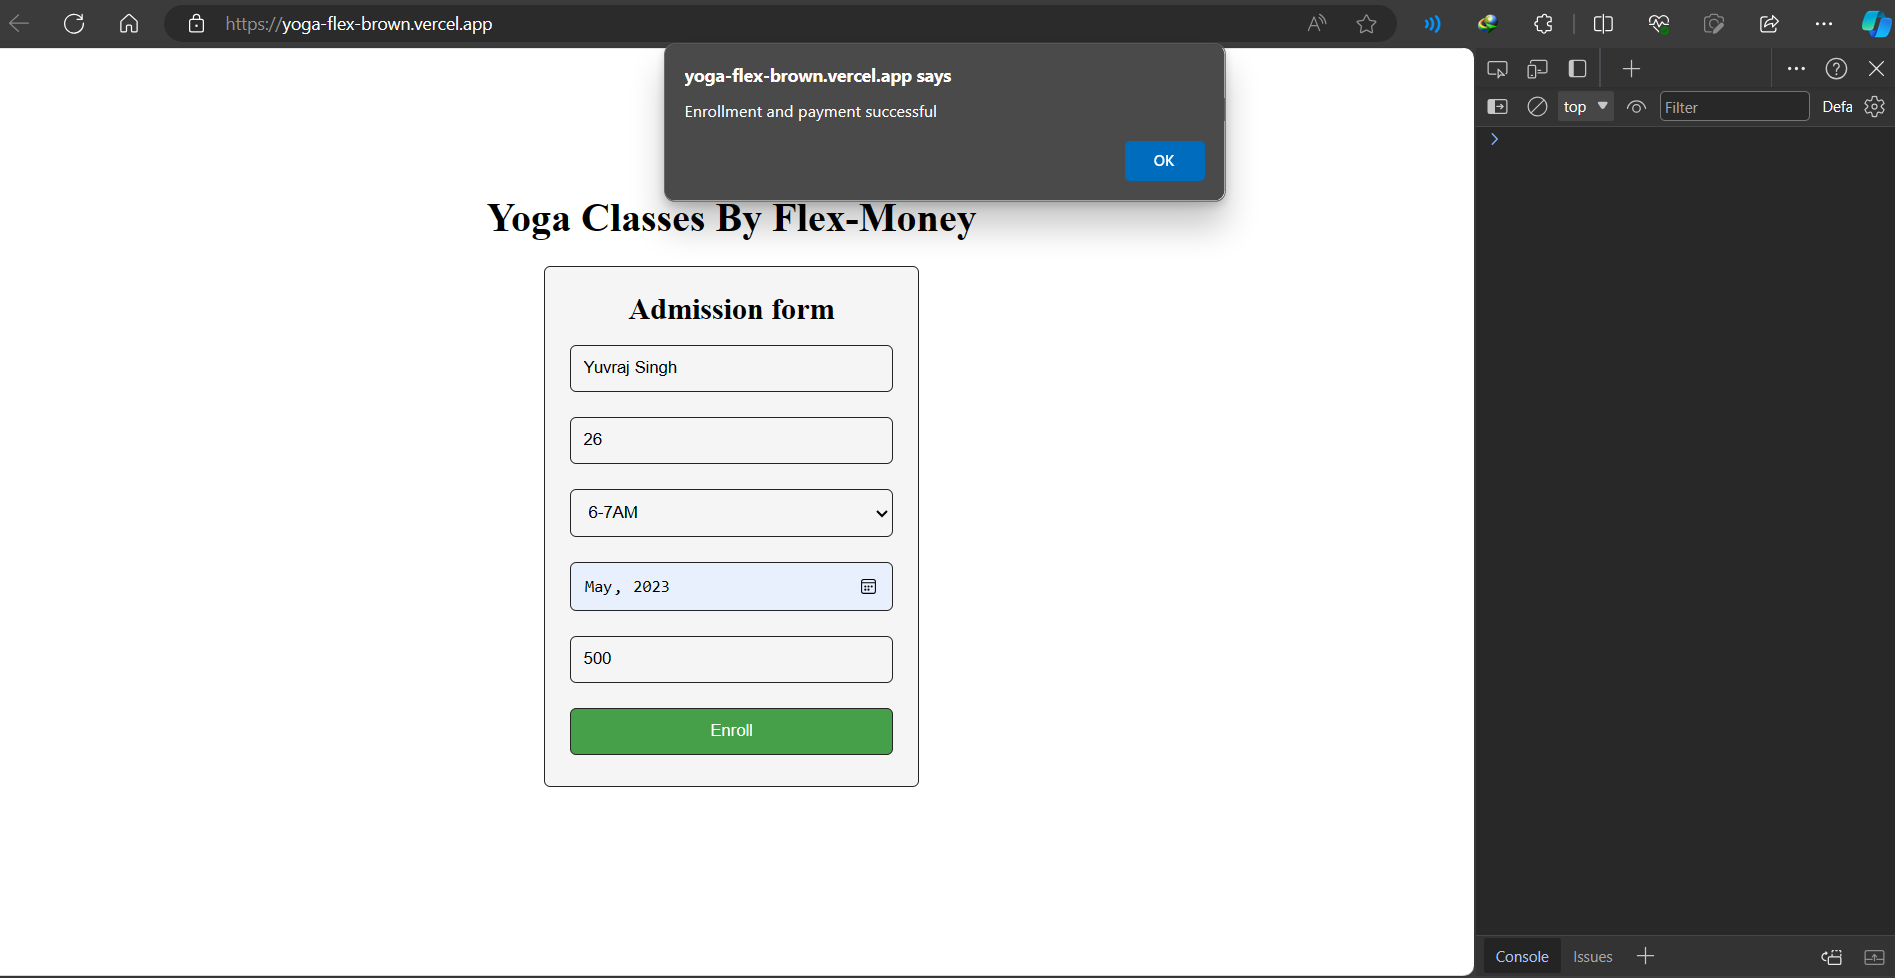 https://yoga-flex-brown.vercel.app
yoga-flex-brown.vercel.app says
Enrollment and payment successful
OK
Yoga Classes By Flex-Money
Admission form
Yuvraj Singh
26
6-7AM
May, 2023
500
Enroll
top
Filter
Defa
Console
Issues